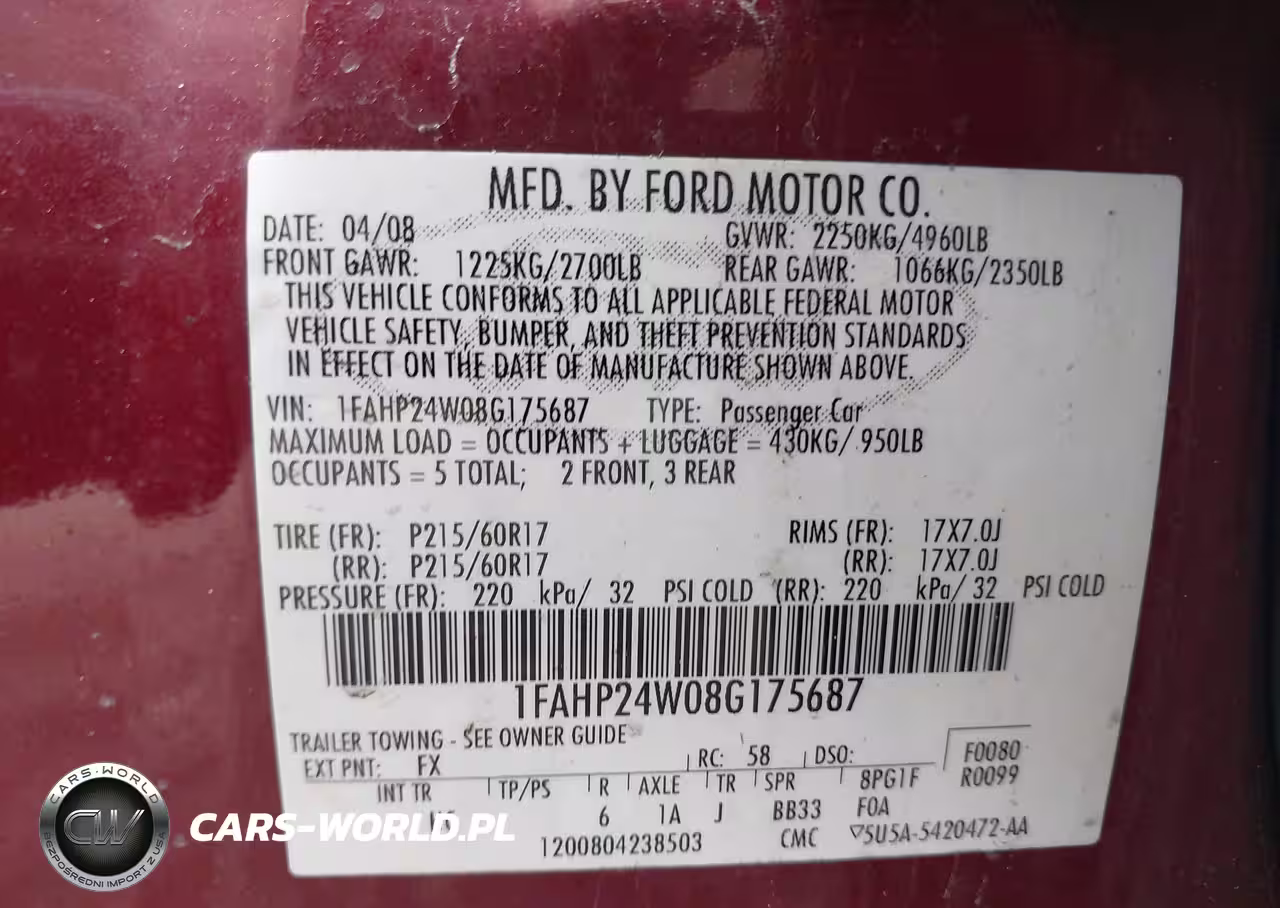 MFD. BY FORD MOTOR CO.
DATE: 04/08 GVWR: 2250KG/4960LB
FRONT GAWR: 1225KG/2700LB REAR GAWR: 1066KG/2350LB
THIS VEHICLE CONFORMS TO ALL APPLICABLE FEDERAL MOTOR
VEHICLE SAFETY, BUMPER, AND THEFT PREVENTION STANDARDS
IN EFFECT ON THE DATE OF MANUFACTURE SHOWN ABOVE.
VIN: 1FAHP24W08G175687 TYPE: Passenger Car
MAXIMUM LOAD = OCCUPANTS + LUGGAGE = 430KG/ 950LB
OCCUPANTS = 5 TOTAL; 2 FRONT, 3 REAR
TIRE (FR): P215/60R17 RIMS (FR): 17X7.0J
(RR): P215/60R17 (RR): 17X7.0J
PRESSURE (FR): 220 kPa/ 32 PSI COLD (RR): 220 kPa/ 32 PSI COLD
1FAHP24W08G175687
TRAILER TOWING - SEE OWNER GUIDE
EXT PNT: FX RC: 58 DSO: F0080
INT TR TP/PS R AXLE TR SPR 8PG1F R0099
6 1A J BB33 F0A
1200804238503 CMC 5U5A-5420472-AA
CARS-WORLD
CW
BEZPOŚREDNI IMPORT Z USA
CARS-WORLD.PL